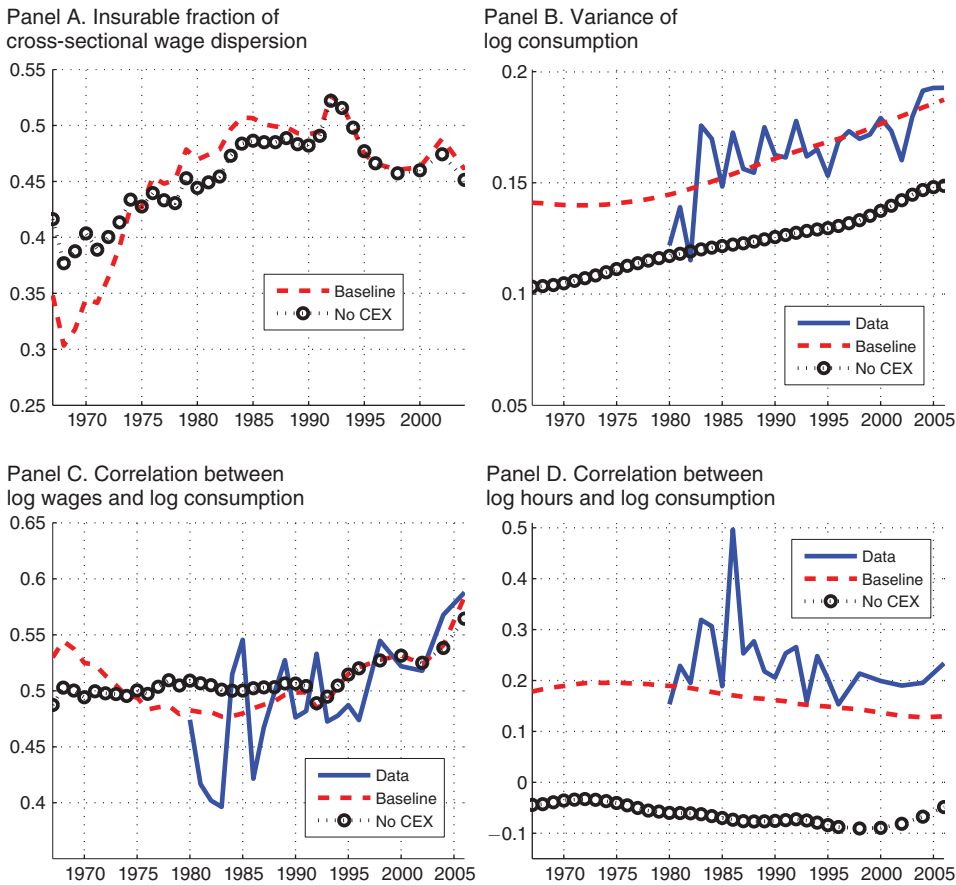 Panel A. Insurable fraction of
cross-sectional wage dispersion
0.55
0.5
0.45
0.4
0.35
0.3
0.25
1970 1975 1980 1985 1990 1995 2000
Baseline
No CEX
Panel B. Variance of
log consumption
0.2
0.15
0.1
0.05
1970 1975 1980 1985 1990 1995 2000 2005
Data
Baseline
No CEX
Panel C. Correlation between
log wages and log consumption
0.65
0.6
0.55
0.5
0.45
0.4
1970 1975 1980 1985 1990 1995 2000 2005
Data
Baseline
No CEX
Panel D. Correlation between
log hours and log consumption
0.5
0.4
0.3
0.2
0.1
0
−0.1
1970 1975 1980 1985 1990 1995 2000 2005
Data
Baseline
No CEX